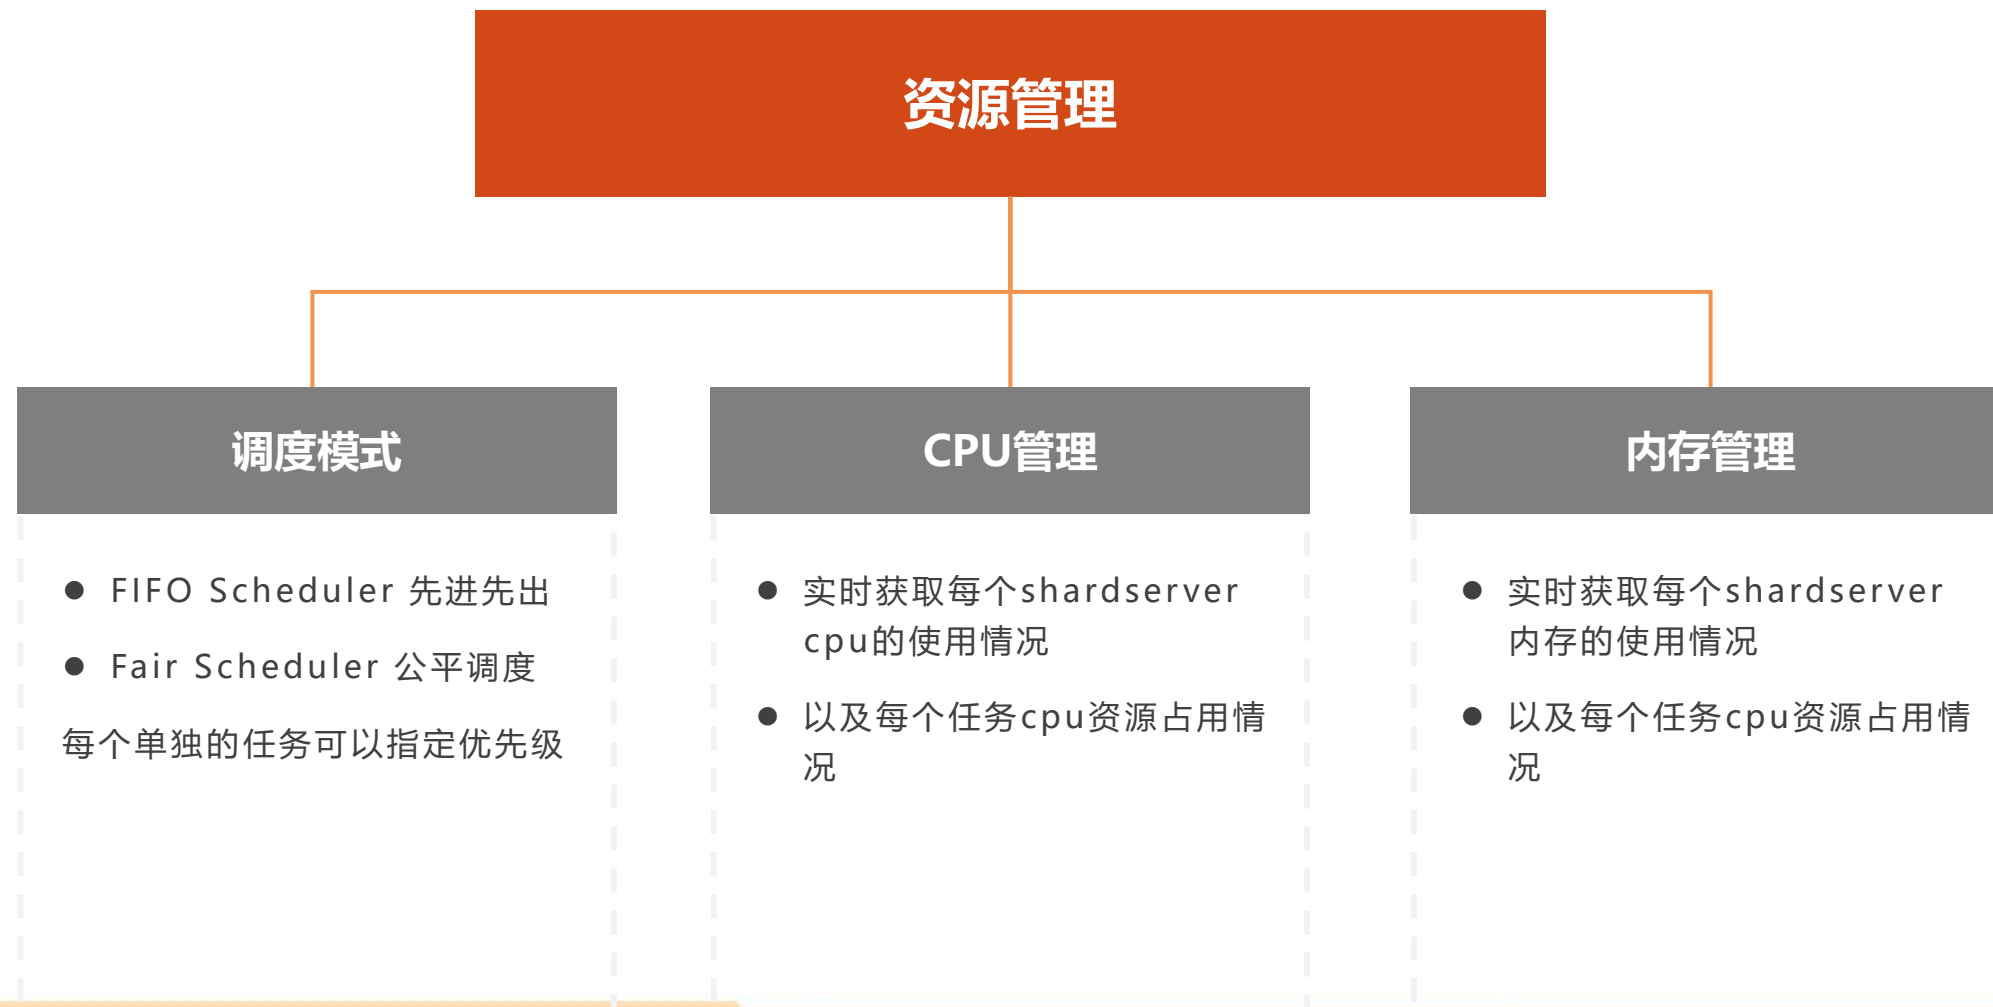 资源管理
调度模式
FIFO Scheduler 先进先出
Fair Scheduler 公平调度
每个单独的任务可以指定优先级
CPU管理
实时获取每个shardserver
cpu的使用情况
以及每个任务cpu资源占用情
况
内存管理
实时获取每个shardserver
内存的使用情况
以及每个任务cpu资源占用情
况